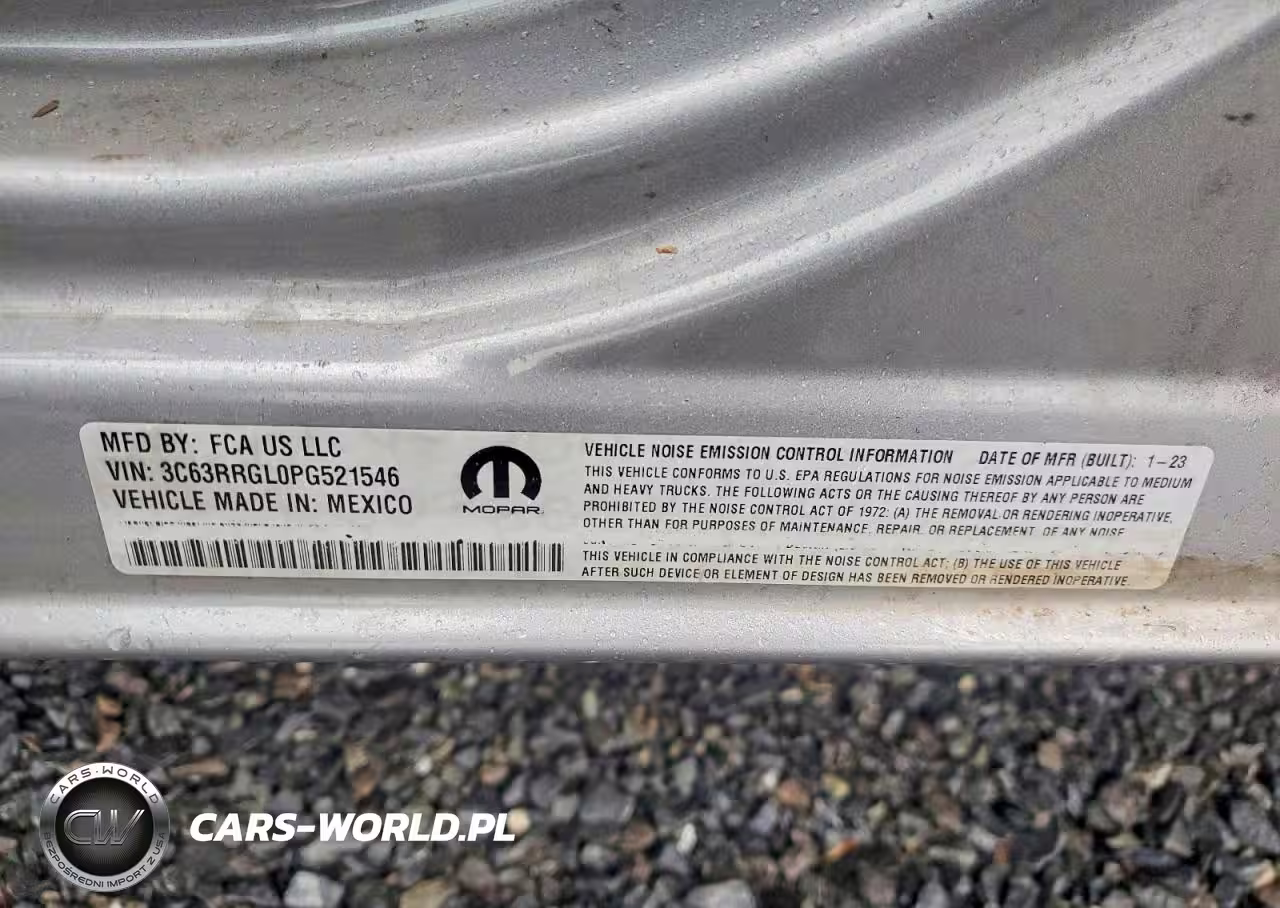 MFD BY: FCA US LLC
VIN: 3C63RRGL0PG521546
VEHICLE MADE IN: MEXICO
MOPAR
VEHICLE NOISE EMISSION CONTROL INFORMATION DATE OF MFR (BUILT): 1-23
THIS VEHICLE CONFORMS TO U.S. EPA REGULATIONS FOR NOISE EMISSION APPLICABLE TO MEDIUM
AND HEAVY TRUCKS. THE FOLLOWING ACTS OR THE CAUSING THEREOF BY ANY PERSON ARE
PROHIBITED BY THE NOISE CONTROL ACT OF 1972: (A) THE REMOVAL OR RENDERING INOPERATIVE,
OTHER THAN FOR PURPOSES OF MAINTENANCE, REPAIR, OR REPLACEMENT, OF ANY NOISE
THIS VEHICLE IN COMPLIANCE WITH THE NOISE CONTROL ACT; (B) THE USE OF THIS VEHICLE
AFTER SUCH DEVICE OR ELEMENT OF DESIGN HAS BEEN REMOVED OR RENDERED INOPERATIVE.
CARS-WORLD
CW
BEZPOŚREDNI IMPORT Z USA
CARS-WORLD.PL